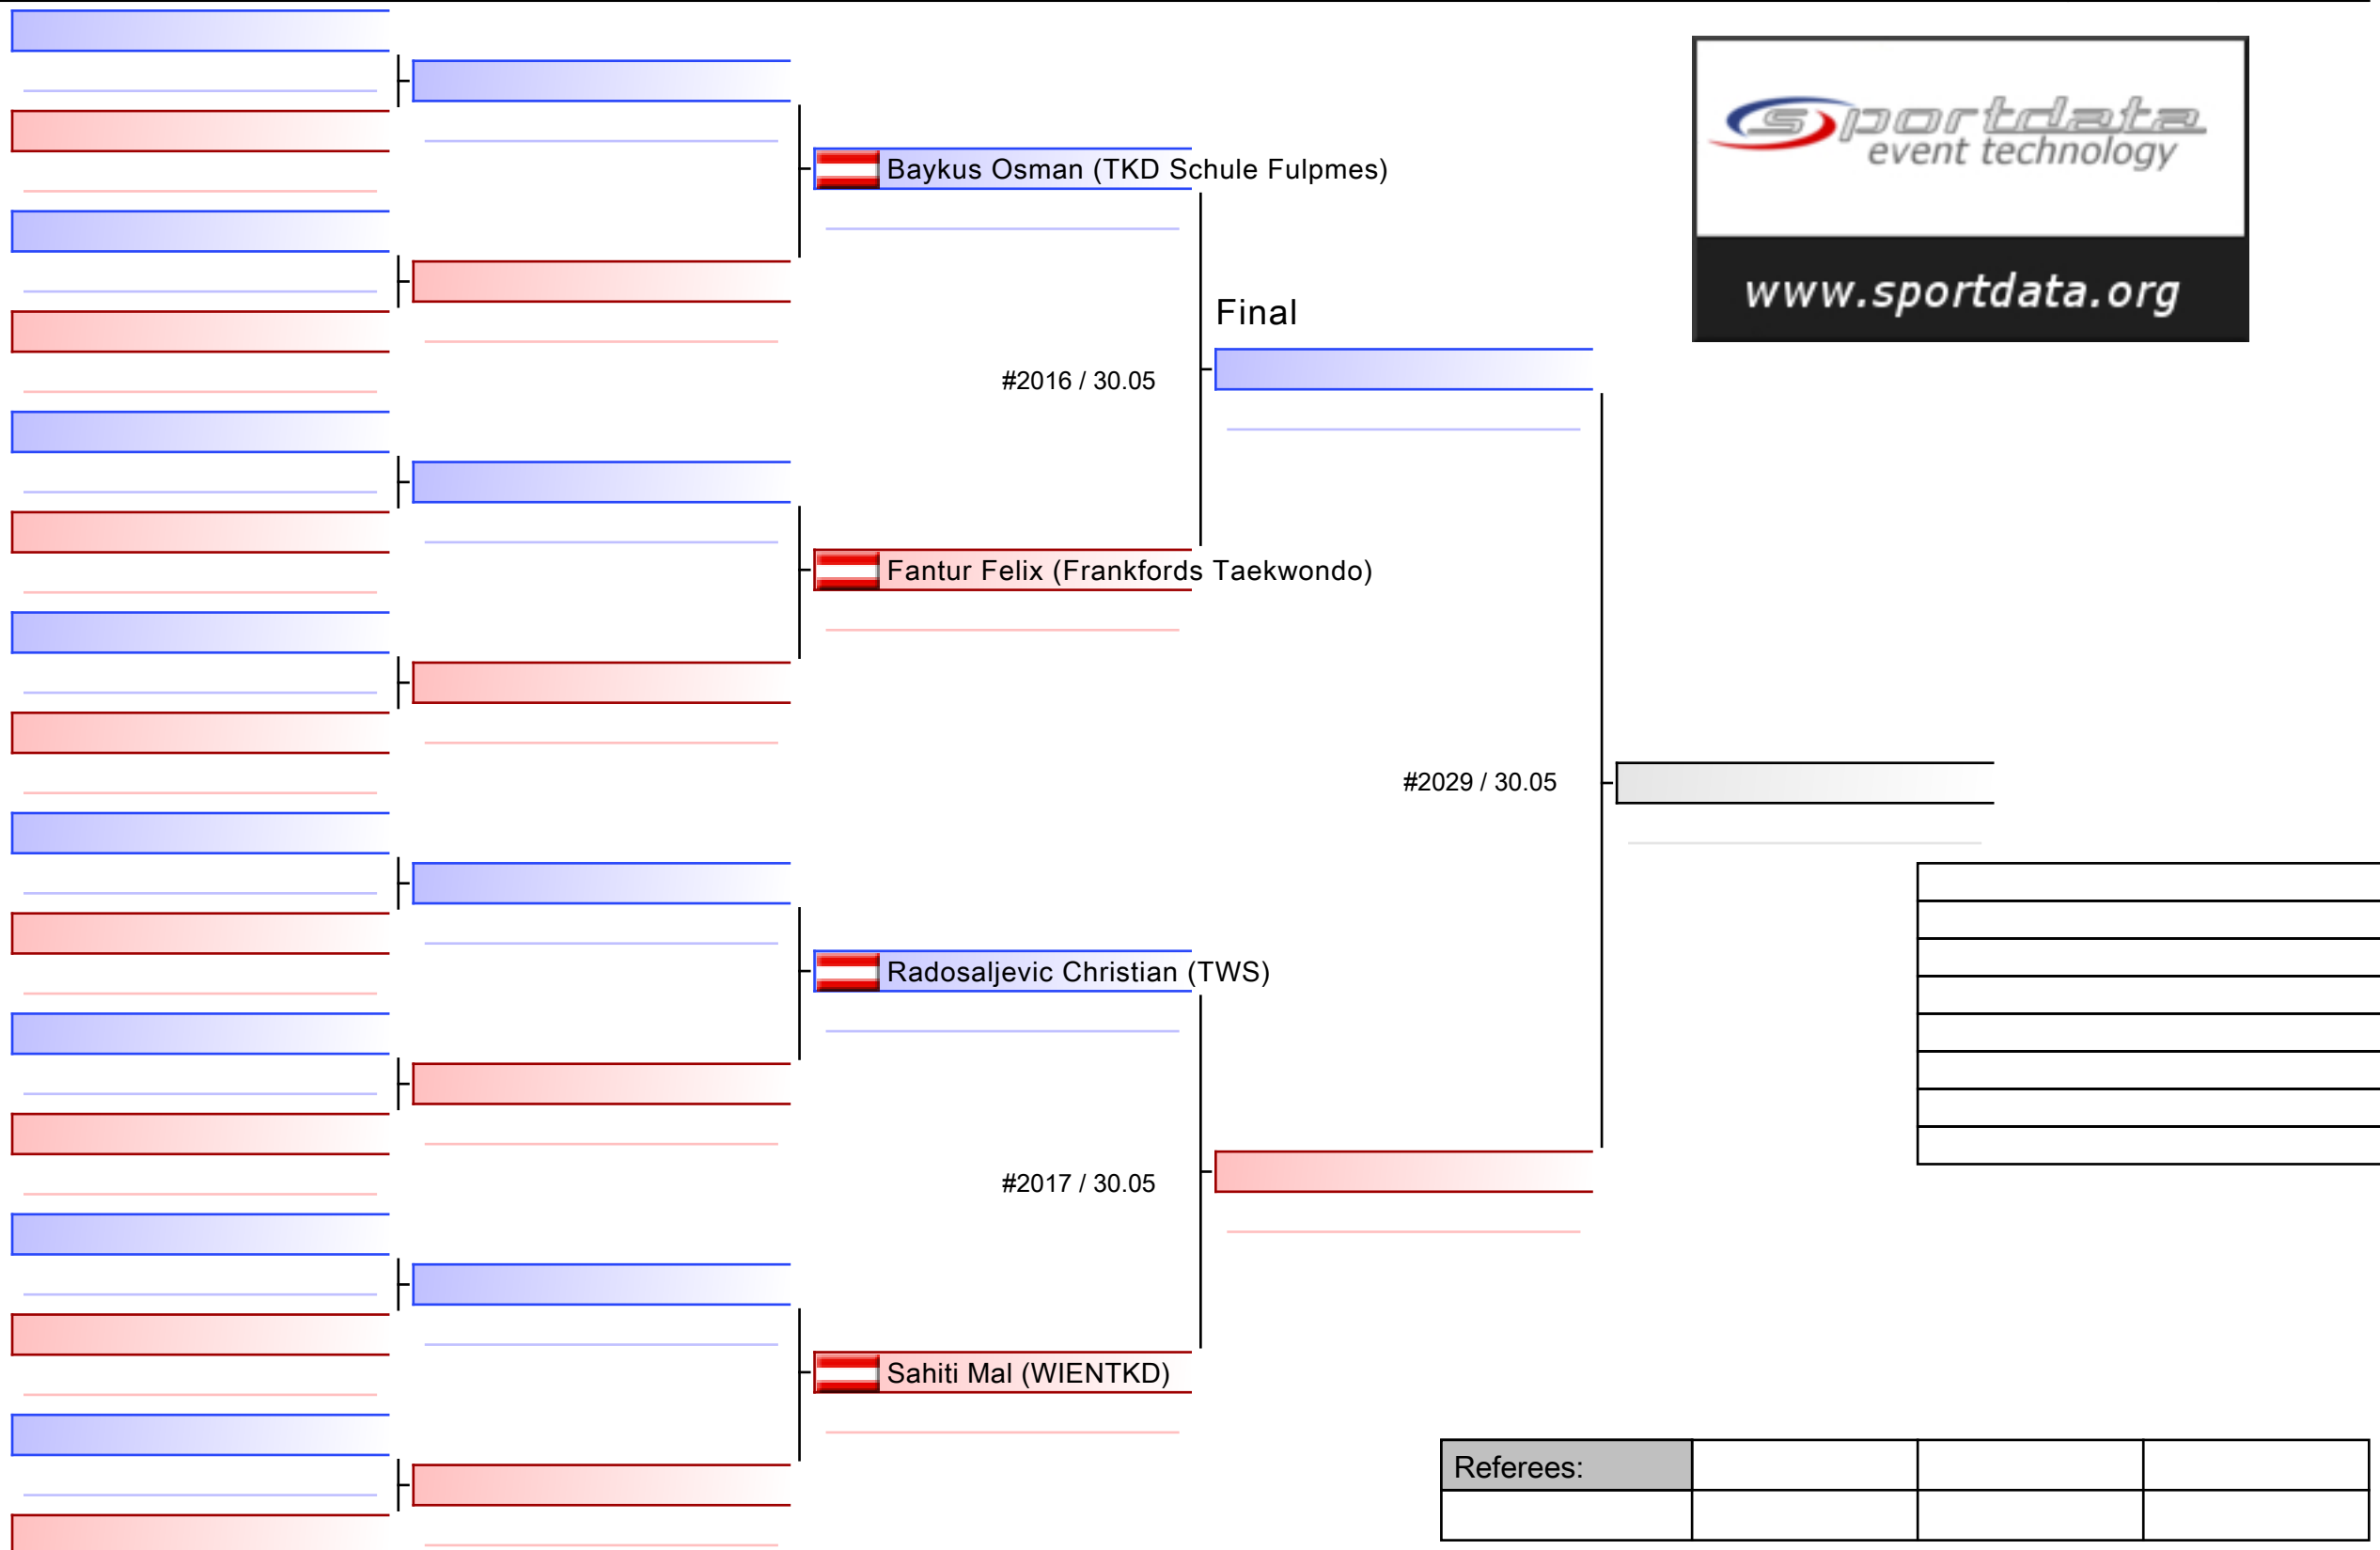 sportdata
event technology
www.sportdata.org
Baykus Osman (TKD Schule Fulpmes)
Final
#2016 / 30.05
Fantur Felix (Frankfords Taekwondo)
#2029 / 30.05
Radosaljevic Christian (TWS)
#2017 / 30.05
Sahiti Mal (WIENTKD)
Referees: